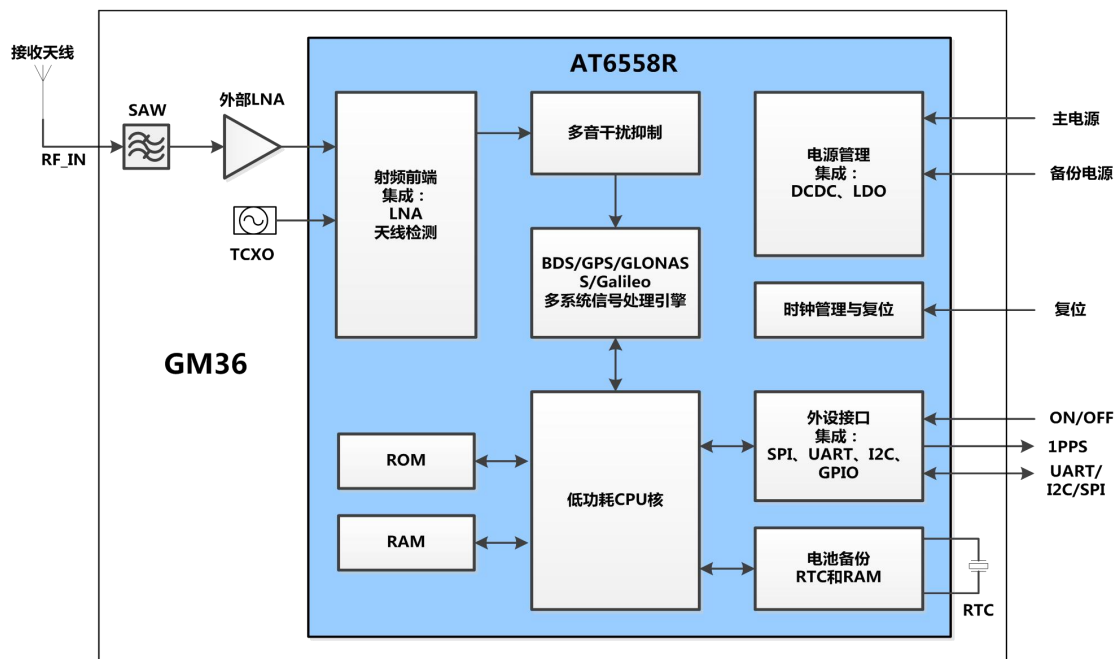 接收天线
RF_IN
SAW
外部LNA
TCXO
GM36
AT6558R
射频前端
集成：
LNA
天线检测
多音干扰抑制
BDS/GPS/GLONAS
S/Galileo
多系统信号处理引擎
低功耗CPU核
ROM
RAM
电源管理
集成：
DCDC、LDO
时钟管理与复位
外设接口
集成：
SPI、UART、I2C、
GPIO
电池备份
RTC和RAM
主电源
备份电源
复位
ON/OFF
1PPS
UART/
I2C/SPI
RTC